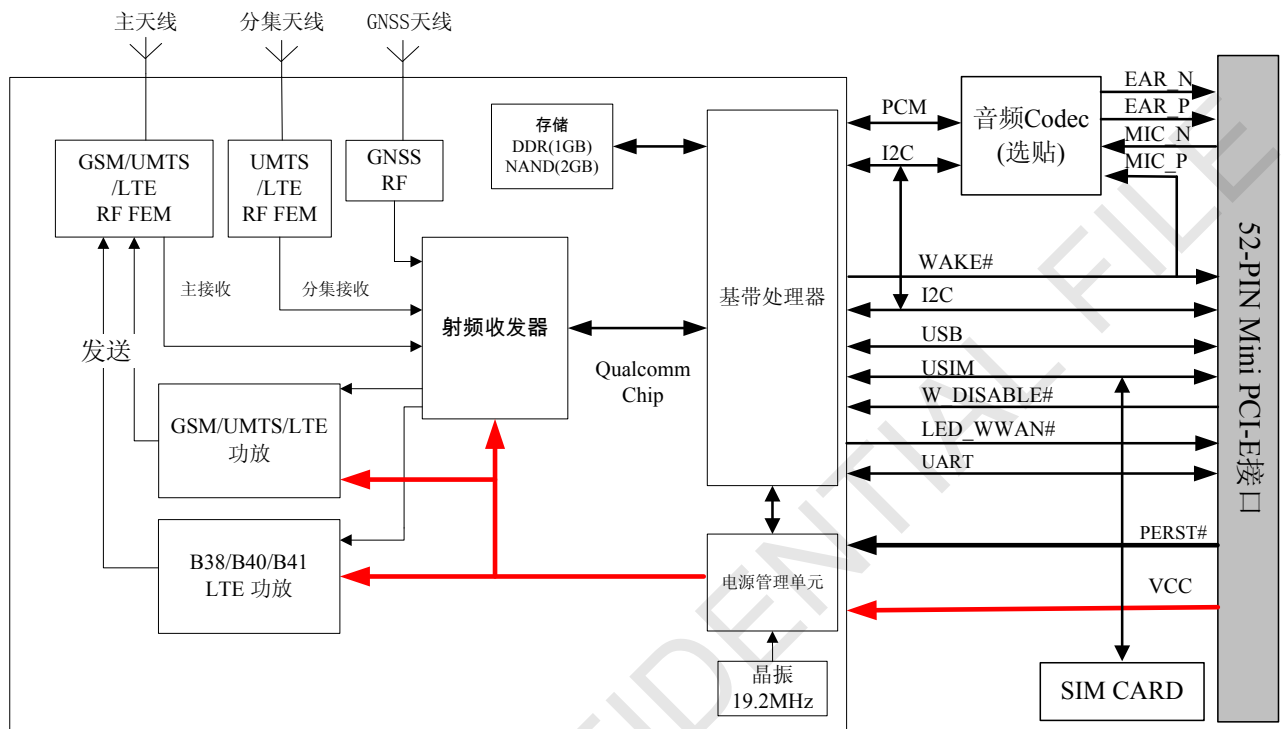 主天线
分集天线
GNSS天线
GSM/UMTS
/LTE
RF FEM
UMTS
/LTE
RF FEM
GNSS
RF
存储
DDR(1GB)
NAND(2GB)
主接收
分集接收
发送
射频收发器
Qualcomm
Chip
基带处理器
GSM/UMTS/LTE
功放
B38/B40/B41
LTE 功放
电源管理单元
晶振
19.2MHz
PCM
I2C
音频Codec
(选贴)
EAR_N
EAR_P
MIC_N
MIC_P
WAKE#
I2C
USB
USIM
W_DISABLE#
LED_WWAN#
UART
PERST#
VCC
SIM CARD
52-PIN Mini PCI-E接口
FIDENTIAL FILE